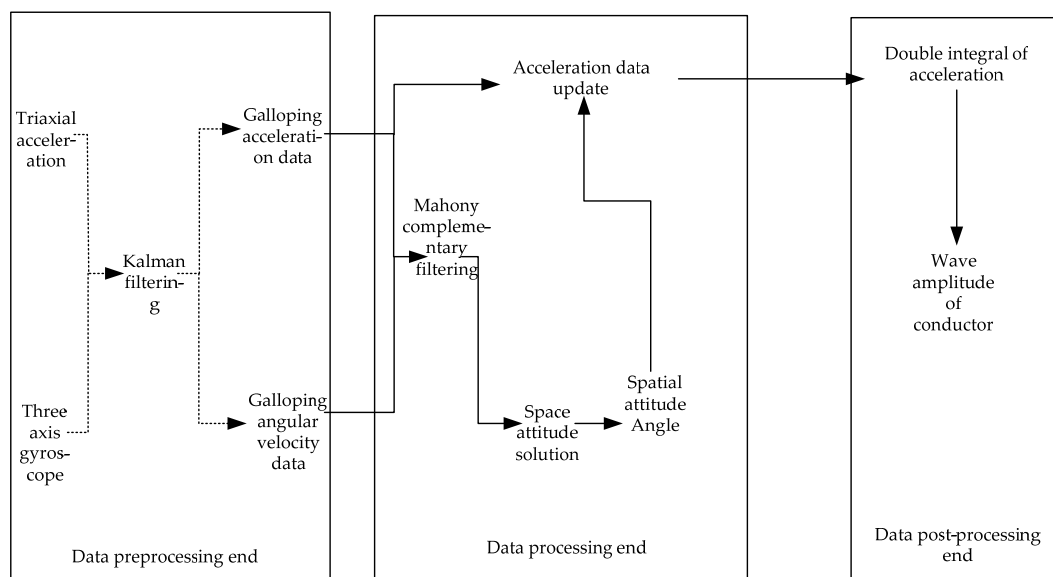 Triaxial
acceler-
ation
Three
axis
gyros-
cope
Kalman
filterin-
g
Galloping
accelerati-
on data
Galloping
angular
velocity
data
Data preprocessing end
Acceleration data
update
Mahony
compleme-
ntary
filtering
Space
attitude
solution
Spatial
attitude
Angle
Data processing end
Double integral of
acceleration
Wave
amplitude
of
conductor
Data post-processing
end